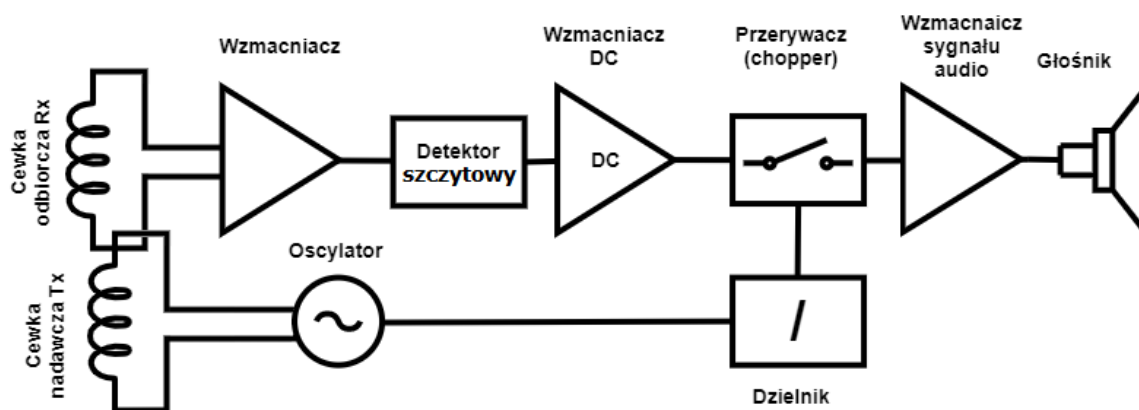 Wzmacniacz
Wzmacniacz
DC
Przerywacz
(chopper)
Wzmacnaicz
sygnału
audio
Głośnik
Cewka
odbiorcza Rx
Detektor
szczytowy
DC
Oscylator
Cewka
nadawcza Tx
/
Dzielnik